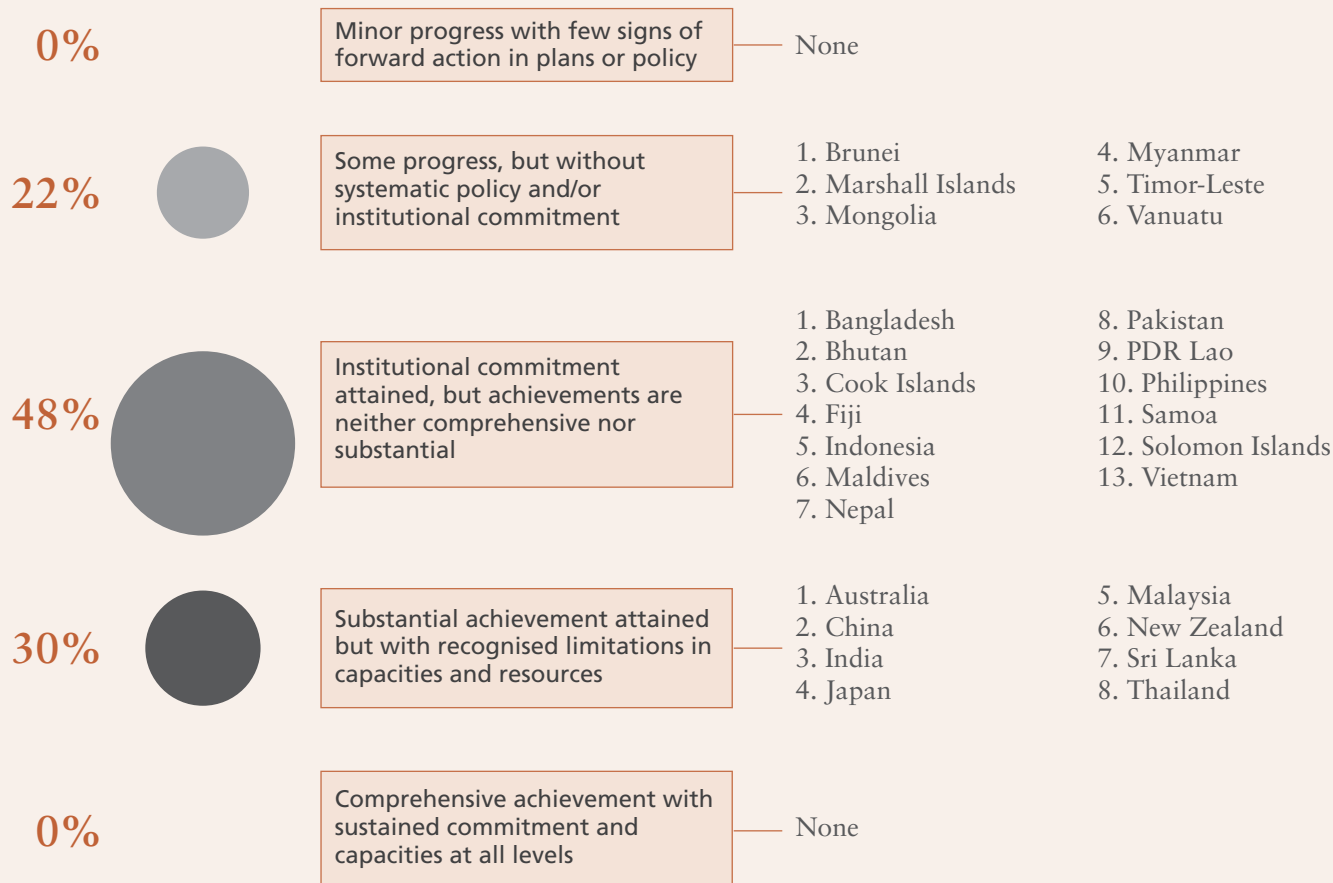 0%
Minor progress with few signs of
forward action in plans or policy
None
22%
Some progress, but without
systematic policy and/or
institutional commitment
1. Brunei
2. Marshall Islands
3. Mongolia
4. Myanmar
5. Timor-Leste
6. Vanuatu
48%
Institutional commitment
attained, but achievements are
neither comprehensive nor
substantial
1. Bangladesh
2. Bhutan
3. Cook Islands
4. Fiji
5. Indonesia
6. Maldives
7. Nepal
8. Pakistan
9. PDR Lao
10. Philippines
11. Samoa
12. Solomon Islands
13. Vietnam
30%
Substantial achievement attained
but with recognised limitations in
capacities and resources
1. Australia
2. China
3. India
4. Japan
5. Malaysia
6. New Zealand
7. Sri Lanka
8. Thailand
0%
Comprehensive achievement with
sustained commitment and
capacities at all levels
None